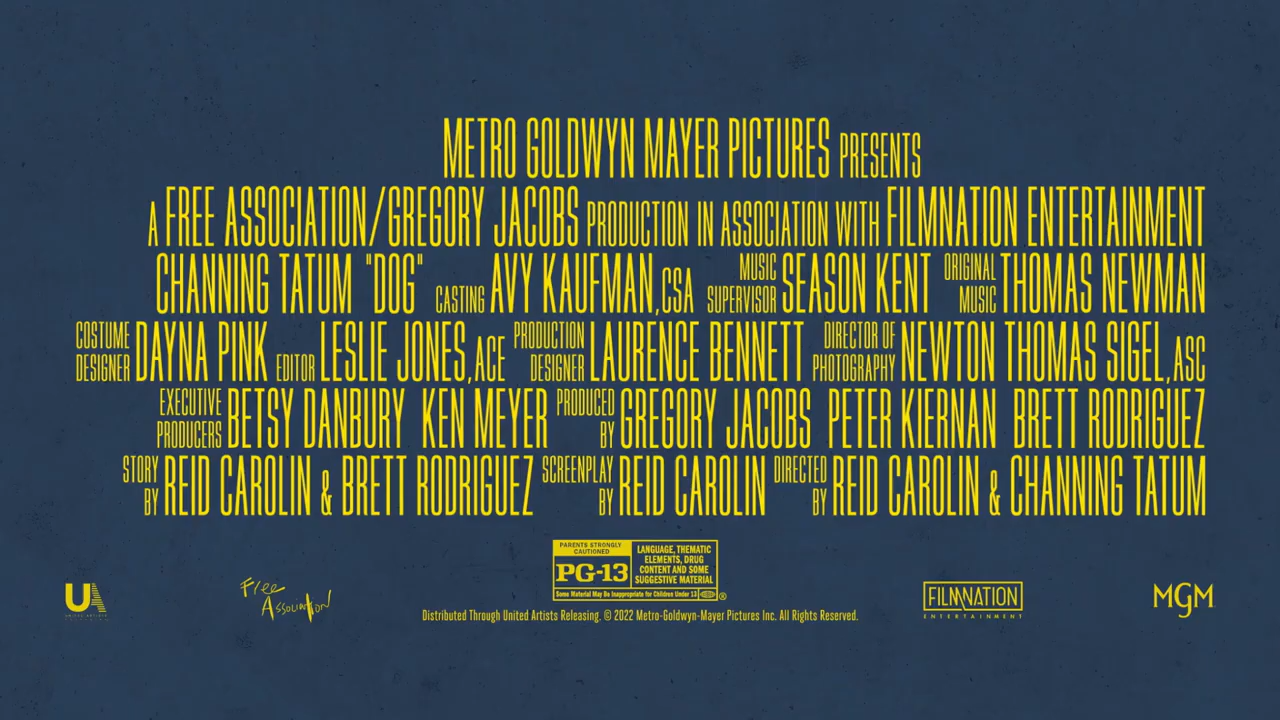 METRO GOLDWYN MAYER PICTURES PRESENTS
A FREE ASSOCIATION/GREGORY JACOBS PRODUCTION IN ASSOCIATION WITH FILMNATION ENTERTAINMENT
CHANNING TATUM "DOG" CASTING AVY KAUFMAN, CSA MUSIC SUPERVISOR SEASON KENT ORIGINAL MUSIC THOMAS NEWMAN
COSTUME DESIGNER DAYNA PINK EDITOR LESLIE JONES, ACE PRODUCTION DESIGNER LAURENCE BENNETT DIRECTOR OF PHOTOGRAPHY NEWTON THOMAS SIGEL, ASC
EXECUTIVE PRODUCERS BETSY DANBURY KEN MEYER PRODUCED BY GREGORY JACOBS PETER KIERNAN BRETT RODRIGUEZ
STORY BY REID CAROLIN & BRETT RODRIGUEZ SCREENPLAY BY REID CAROLIN DIRECTED BY REID CAROLIN & CHANNING TATUM
PARENTS STRONGLY CAUTIONED
PG-13
LANGUAGE, THEMATIC
ELEMENTS, DRUG
CONTENT AND SOME
SUGGESTIVE MATERIAL
Some Material May Be Inappropriate for Children Under 13
UA
Free Association
FILMNATION
ENTERTAINMENT
MGM
Distributed Through United Artists Releasing. © 2022 Metro-Goldwyn-Mayer Pictures Inc. All Rights Reserved.